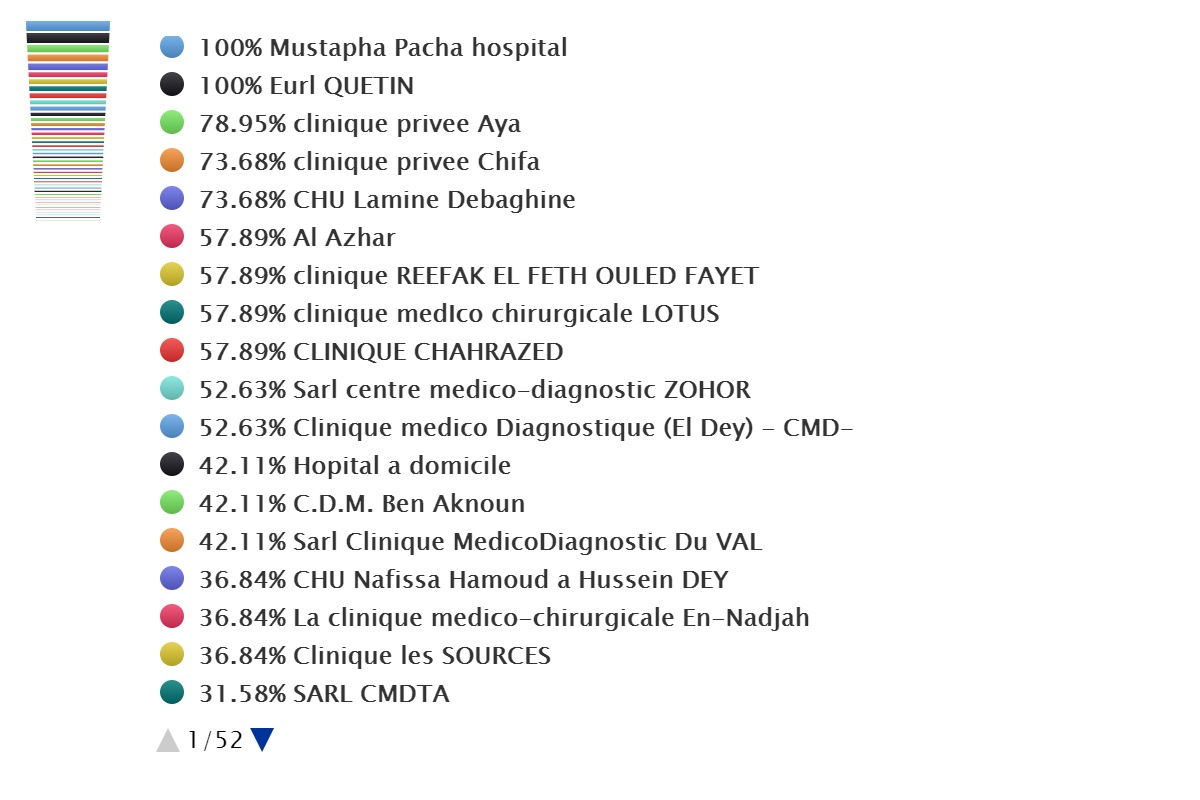 100% Mustapha Pacha hospital
100% Eurl QUETIN
78.95% clinique privee Aya
73.68% clinique privee Chifa
73.68% CHU Lamine Debaghine
57.89% Al Azhar
57.89% clinique REEFAK EL FETH OULED FAYET
57.89% clinique medIco chirurgicale LOTUS
57.89% CLINIQUE CHAHRAZED
52.63% Sarl centre medico-diagnostic ZOHOR
52.63% Clinique medico Diagnostique (El Dey) - CMD-
42.11% Hopital a domicile
42.11% C.D.M. Ben Aknoun
42.11% Sarl Clinique MedicoDiagnostic Du VAL
36.84% CHU Nafissa Hamoud a Hussein DEY
36.84% La clinique medico-chirurgicale En-Nadjah
36.84% Clinique les SOURCES
31.58% SARL CMDTA
1/52